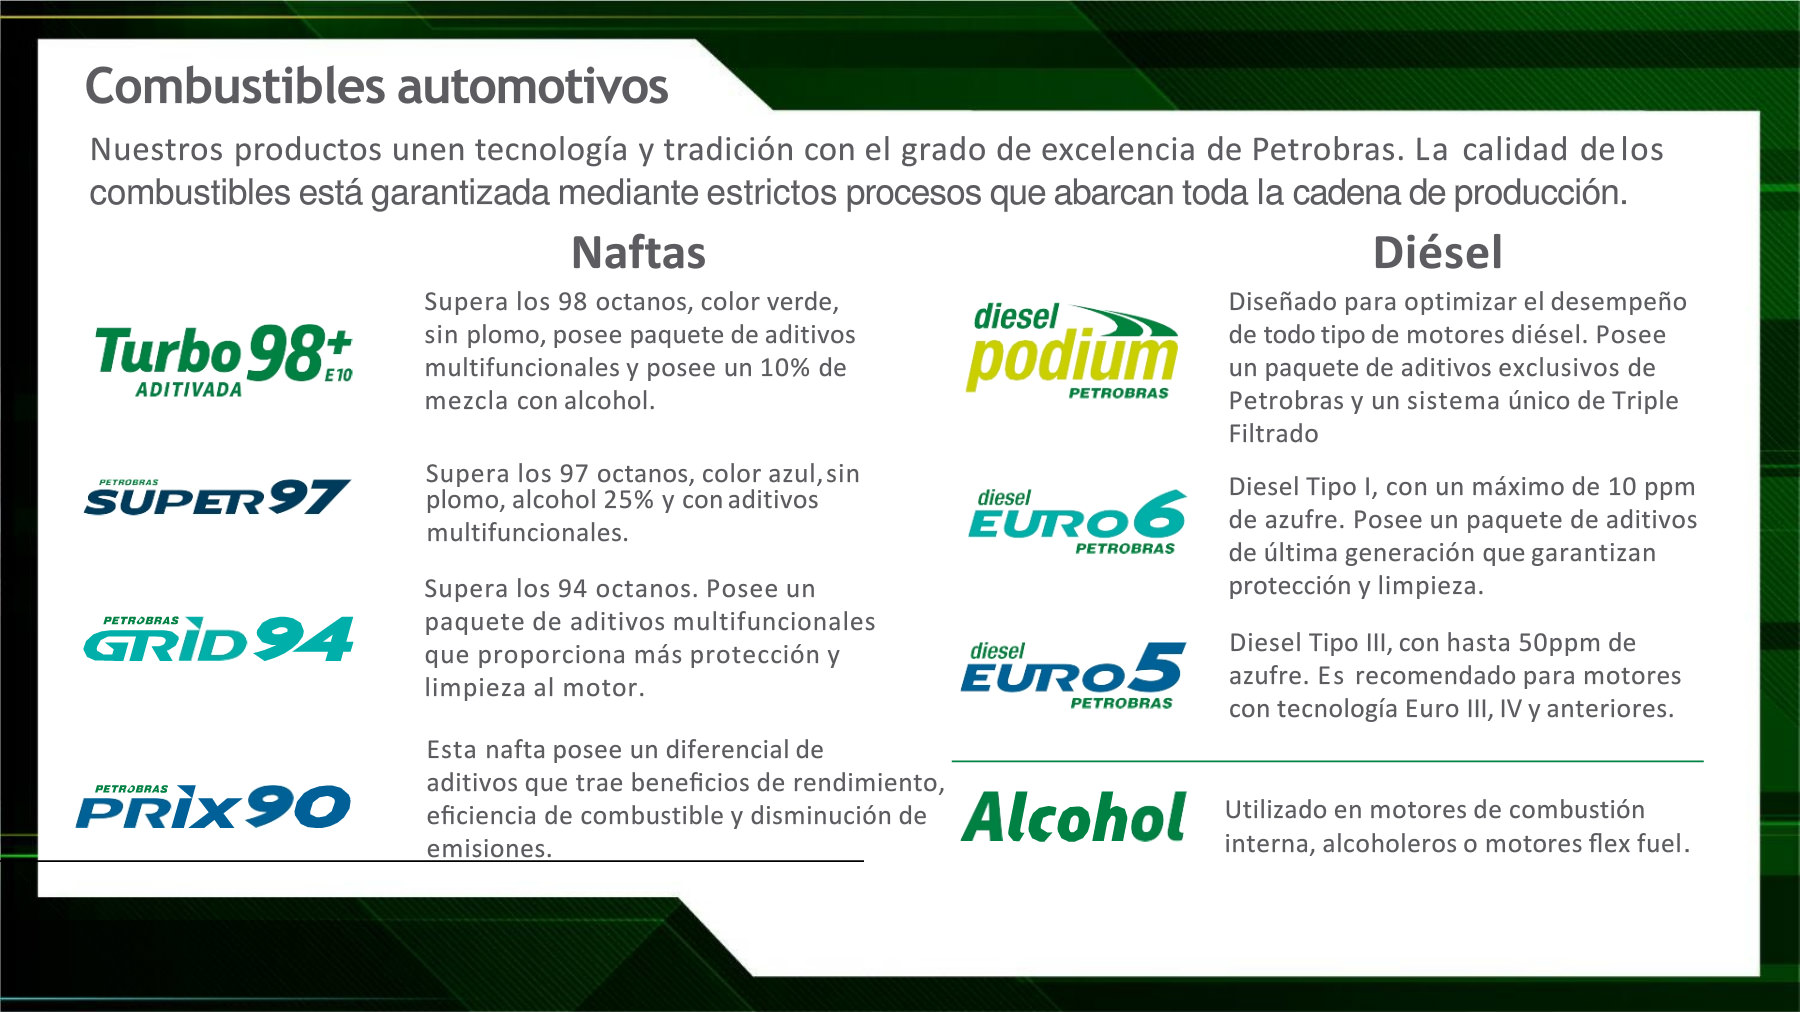 Combustibles automotivos
Nuestros productos unen tecnología y tradición con el grado de excelencia de Petrobras. La calidad de los
combustibles está garantizada mediante estrictos procesos que abarcan toda la cadena de producción.
Naftas
Turbo 98+
E10
ADITIVADA
Supera los 98 octanos, color verde,
sin plomo, posee paquete de aditivos
multifuncionales y posee un 10% de
mezcla con alcohol.
PETROBRAS
SUPER 97
Supera los 97 octanos, color azul, sin
plomo, alcohol 25% y con aditivos
multifuncionales.
PETROBRAS
GRID 94
Supera los 94 octanos. Posee un
paquete de aditivos multifuncionales
que proporciona más protección y
limpieza al motor.
PETROBRAS
PRIX 90
Esta nafta posee un diferencial de
aditivos que trae beneficios de rendimiento,
eficiencia de combustible y disminución de
emisiones.
Diésel
diesel
podium
PETROBRAS
Diseñado para optimizar el desempeño
de todo tipo de motores diésel. Posee
un paquete de aditivos exclusivos de
Petrobras y un sistema único de Triple
Filtrado
diesel
EURO 6
PETROBRAS
Diesel Tipo I, con un máximo de 10 ppm
de azufre. Posee un paquete de aditivos
de última generación que garantizan
protección y limpieza.
diesel
EURO 5
PETROBRAS
Diesel Tipo III, con hasta 50ppm de
azufre. Es recomendado para motores
con tecnología Euro III, IV y anteriores.
Alcohol
Utilizado en motores de combustión
interna, alcoholeros o motores flex fuel.